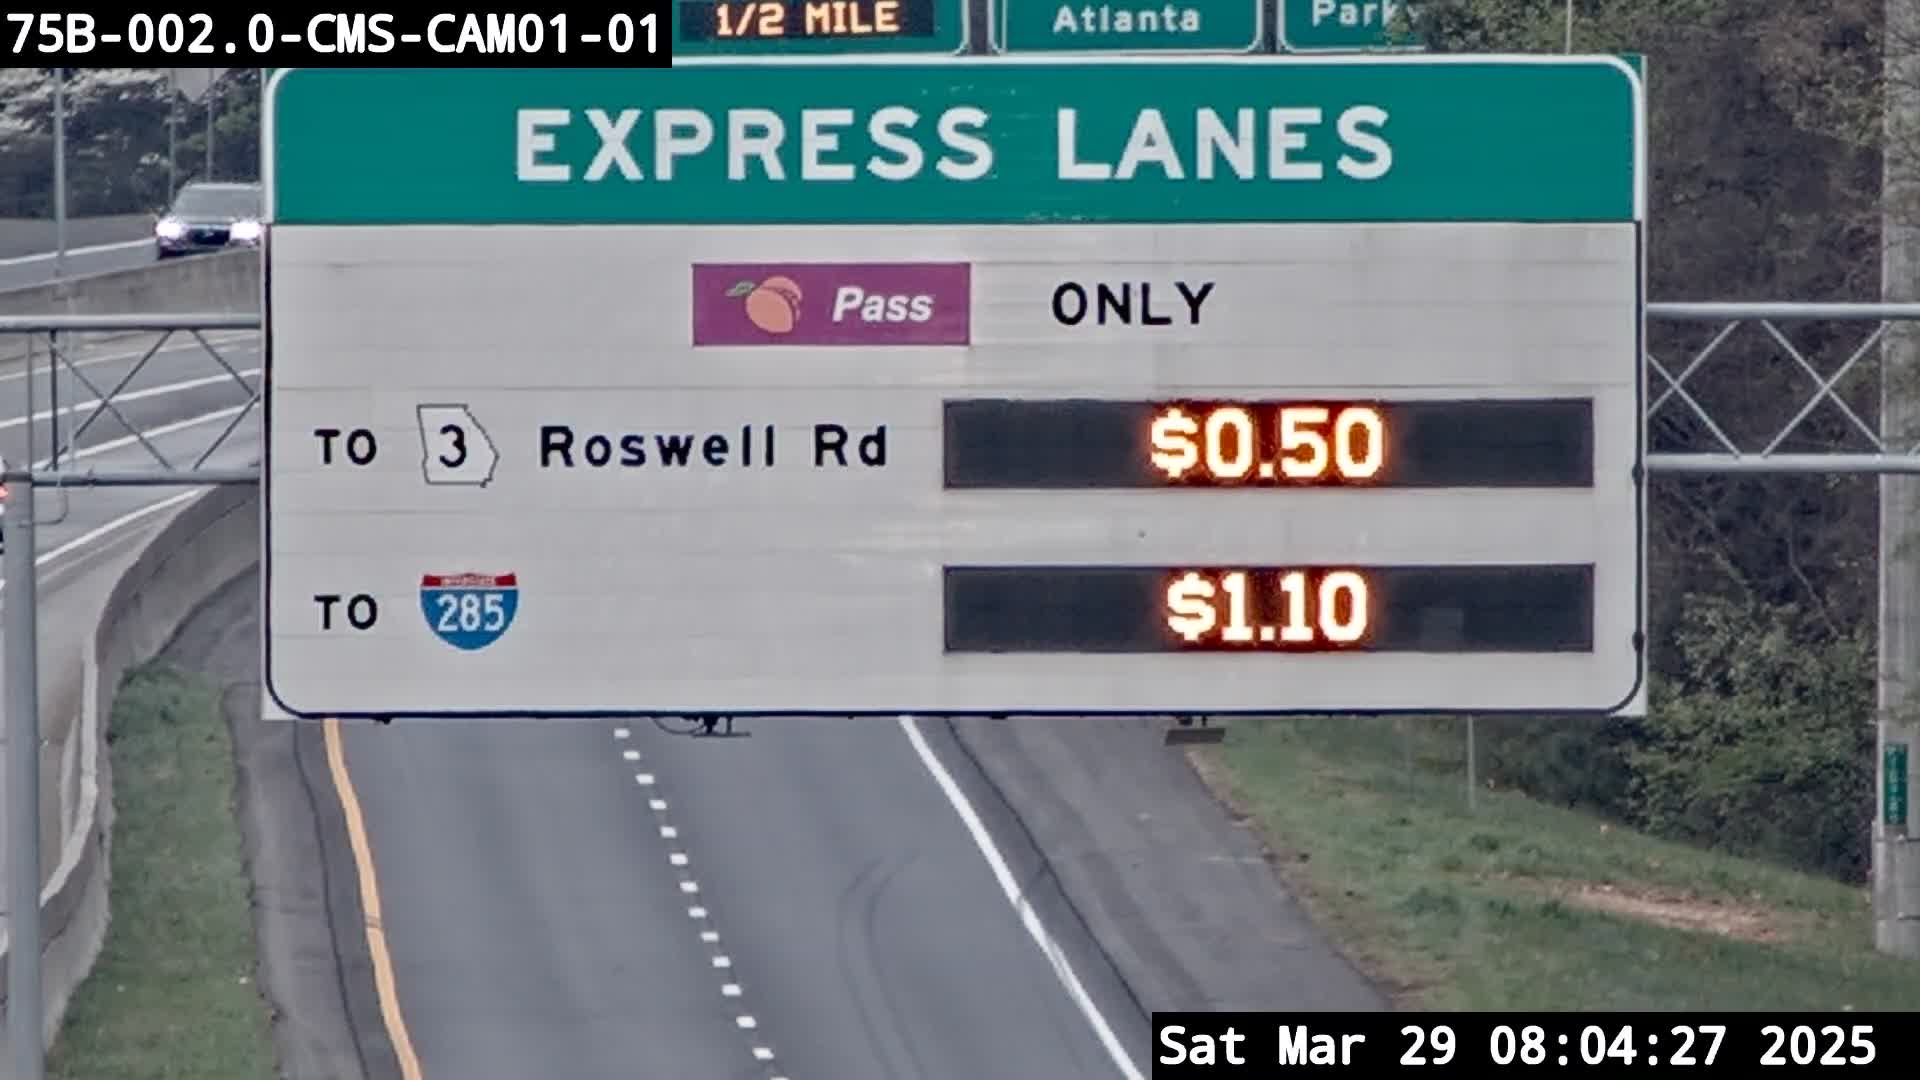 75B-002.0-CMS-CAM01-01
1/2 MILE
Atlanta
EXPRESS LANES
Pass ONLY
TO 3 Roswell Rd $0.50
TO INTERSTATE 285 $1.10
Sat Mar 29 08:04:27 2025